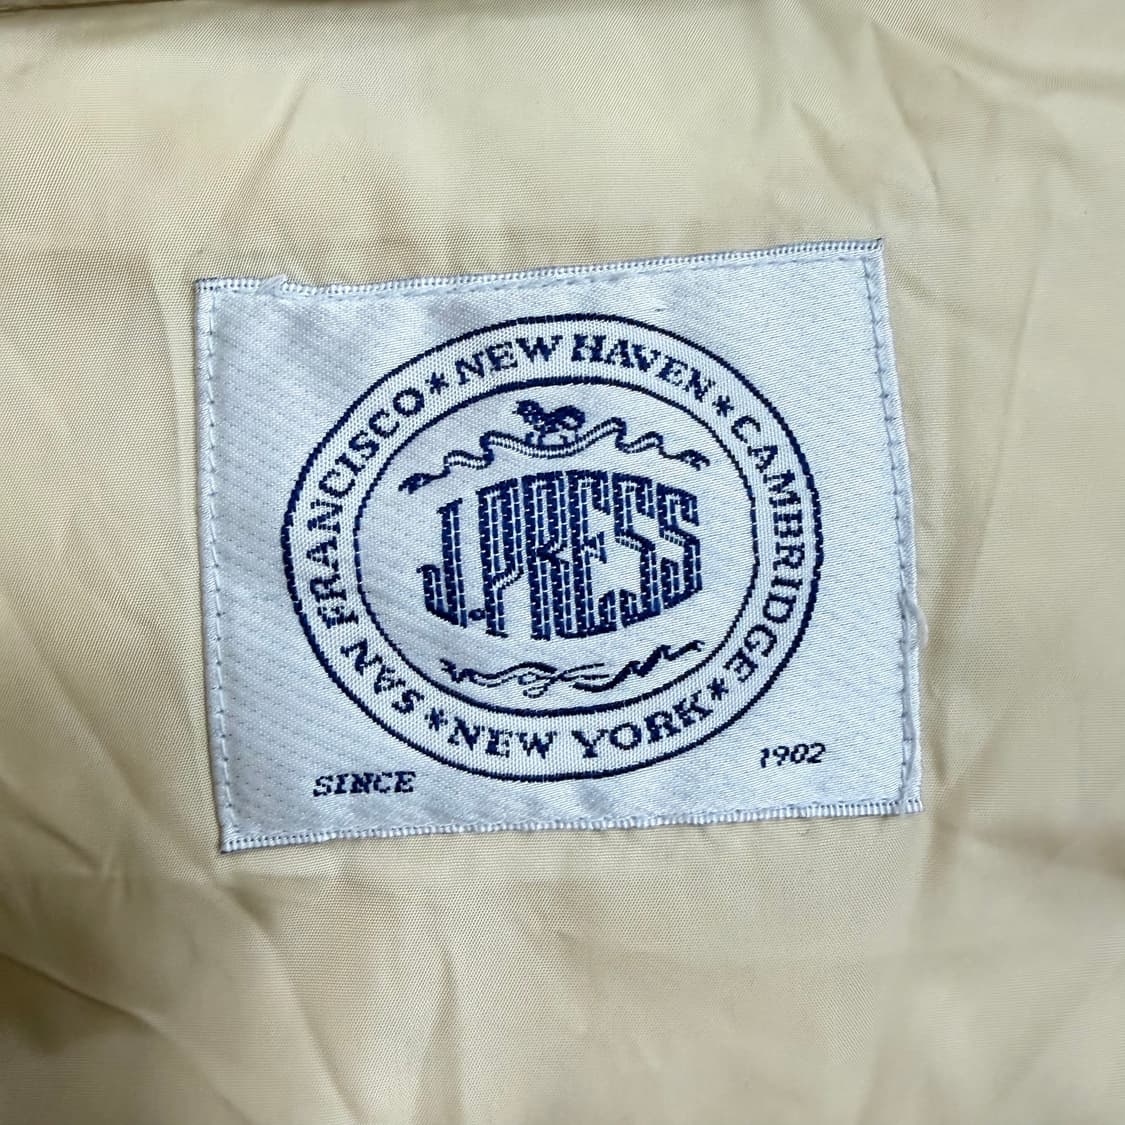 NEW HAVEN * CAMBRIDGE * NEW YORK * SAN FRANCISCO *
J.PRESS
SINCE 1902